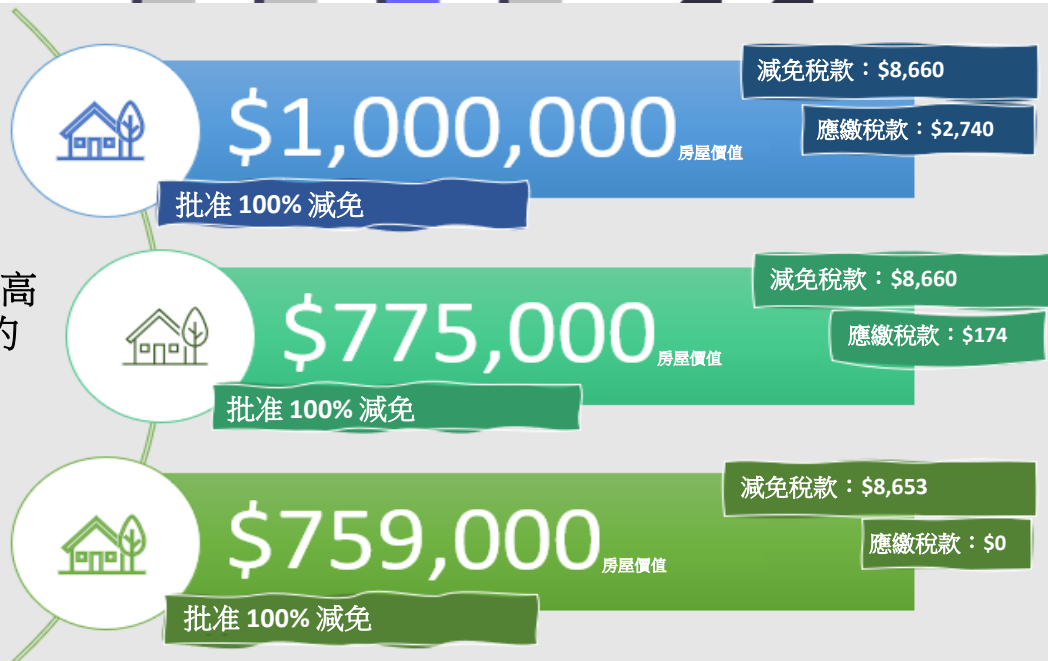 減免稅款：$8,660
$1,000,000 房屋價值
應繳稅款：$2,740
批准 100% 減免
高
的
減免稅款：$8,660
$775,000 房屋價值
應繳稅款：$174
批准 100% 減免
減免稅款：$8,653
$759,000 房屋價值
應繳稅款：$0
批准 100% 減免